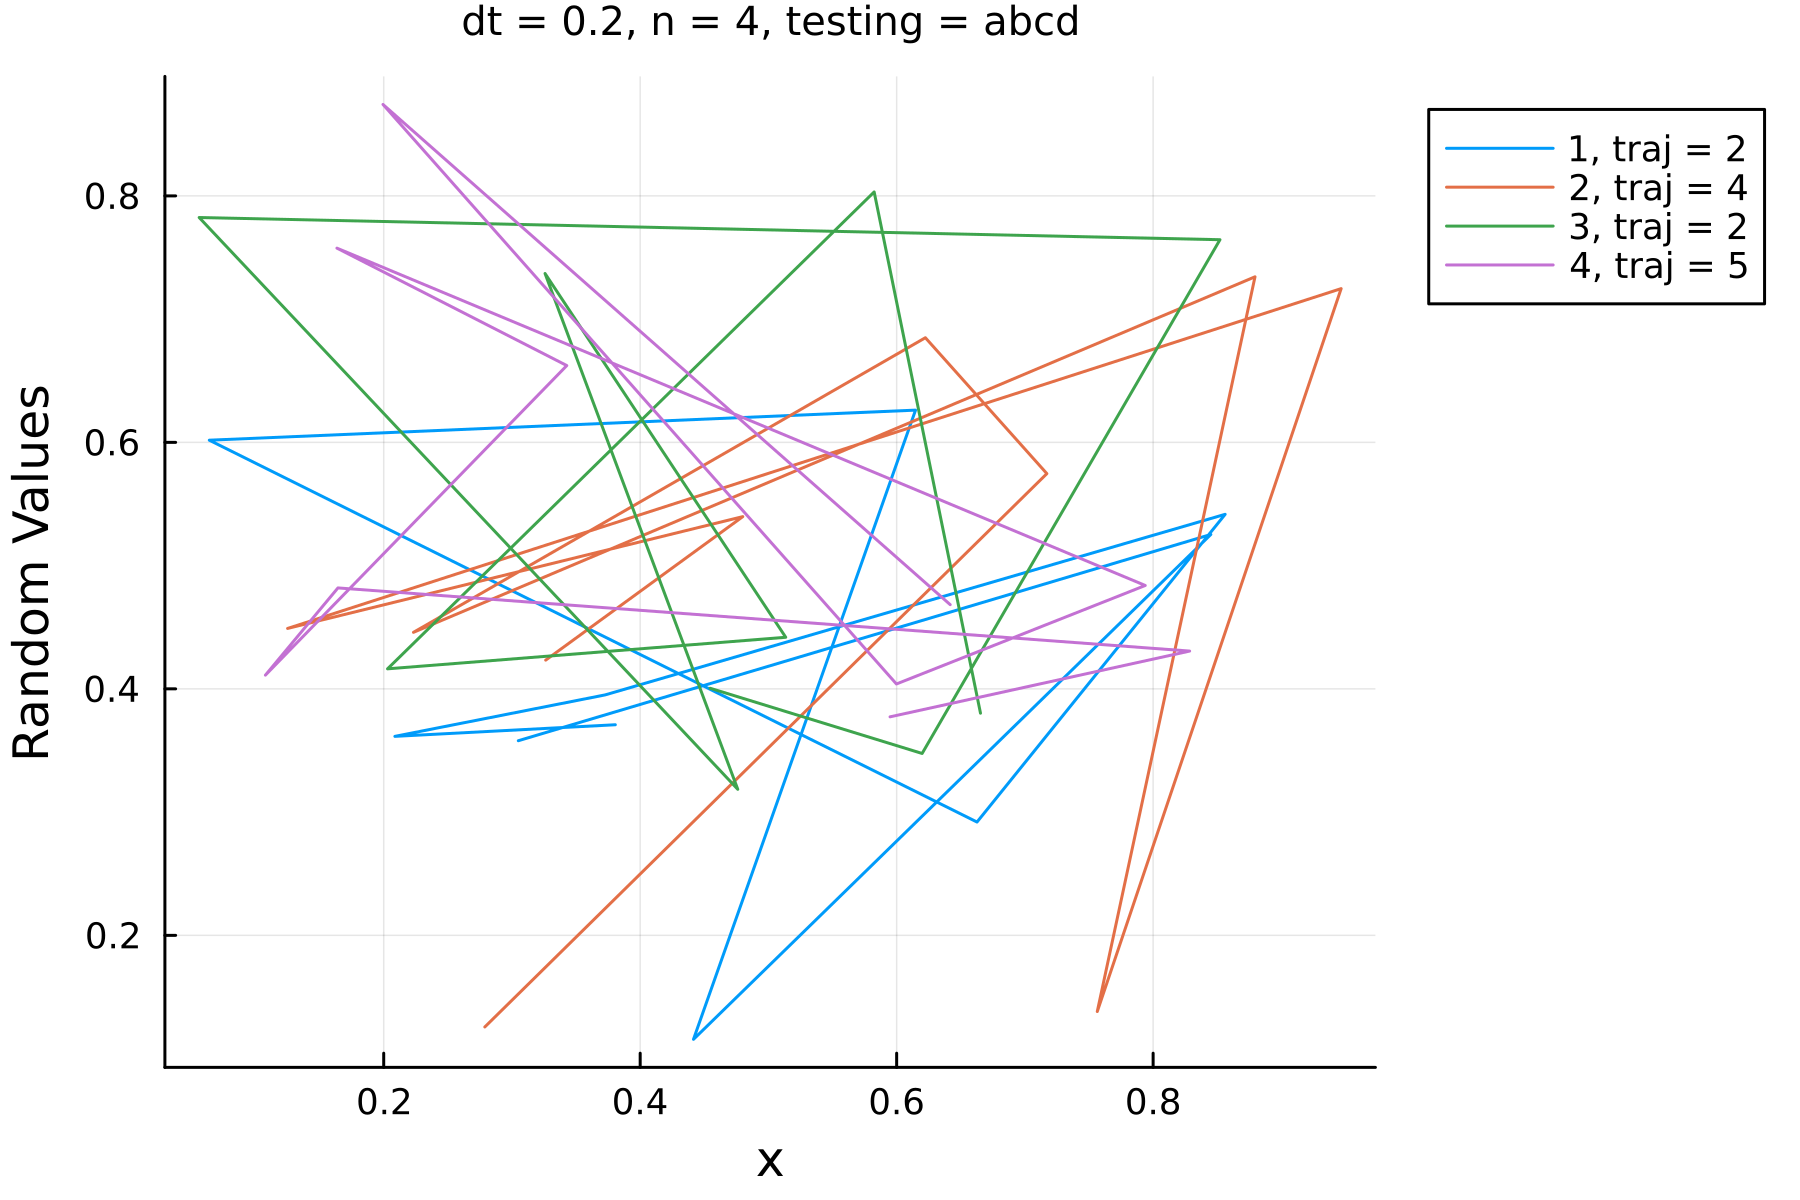 dt = 0.2, n = 4, testing = abcd
Random Values
0.8
0.6
0.4
0.2
0.2 0.4 0.6 0.8
x
1, traj = 2
2, traj = 4
3, traj = 2
4, traj = 5